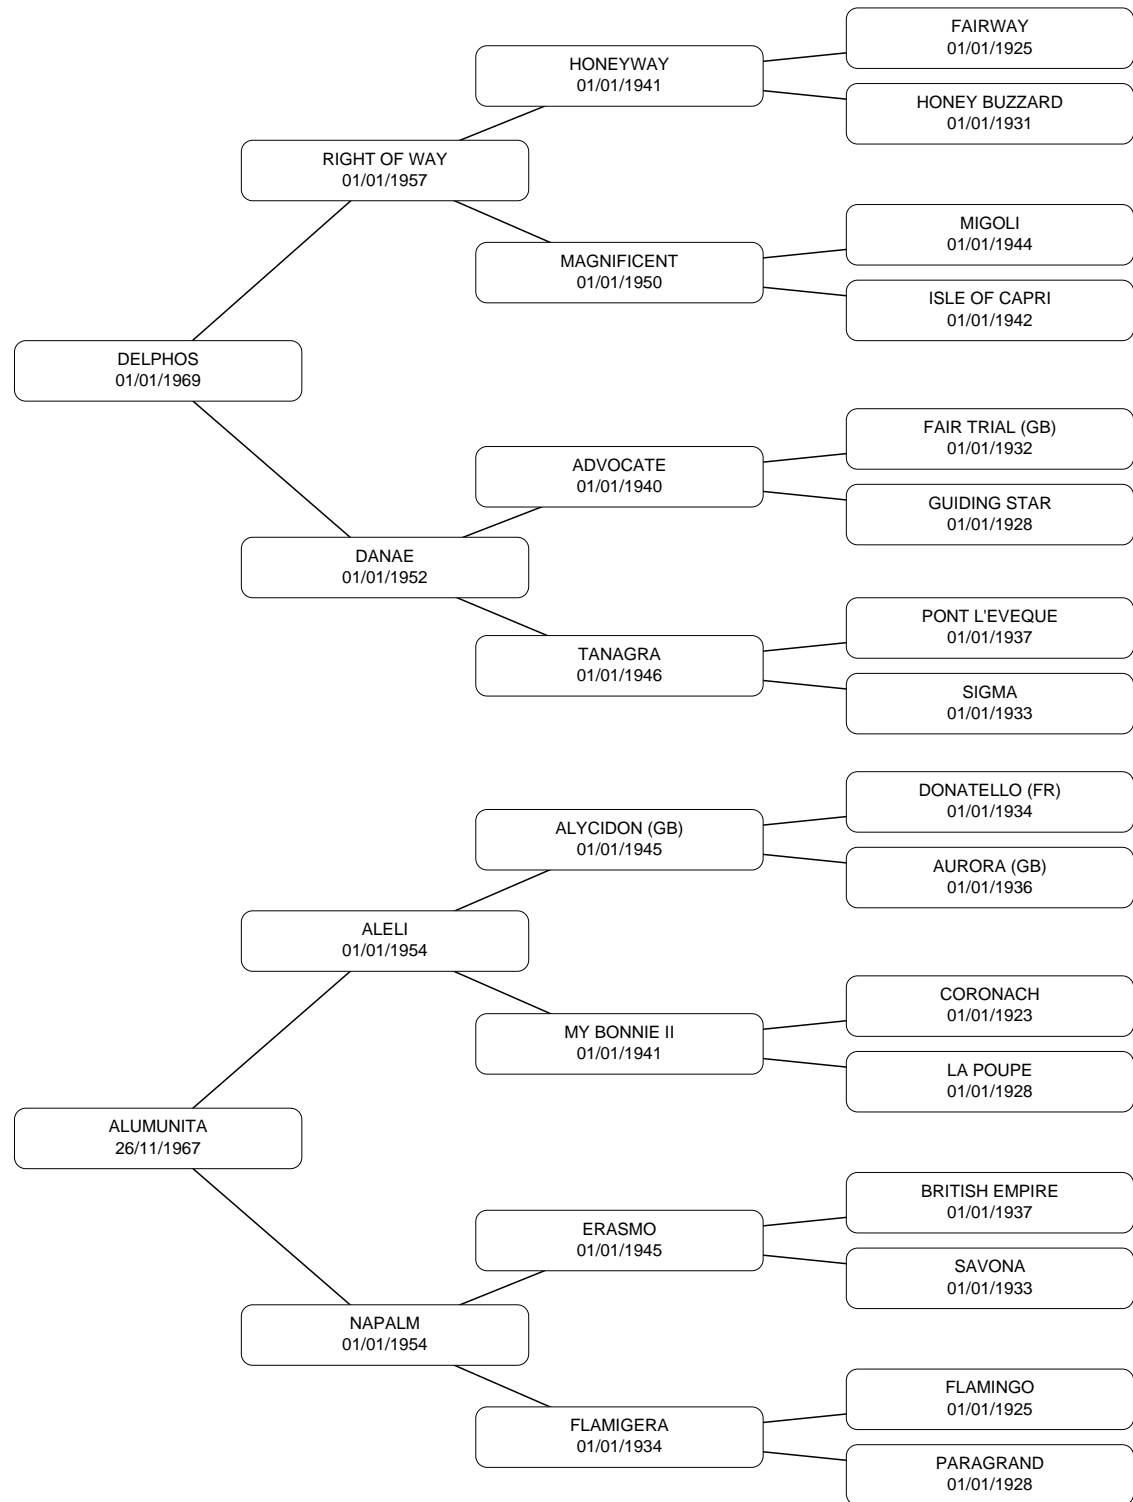 FAIRWAY
01/01/1925
HONEYWAY
01/01/1941
HONEY BUZZARD
01/01/1931
RIGHT OF WAY
01/01/1957
MIGOLI
01/01/1944
MAGNIFICENT
01/01/1950
ISLE OF CAPRI
01/01/1942
DELPHOS
01/01/1969
FAIR TRIAL (GB)
01/01/1932
ADVOCATE
01/01/1940
GUIDING STAR
01/01/1928
DANAE
01/01/1952
PONT L'EVEQUE
01/01/1937
TANAGRA
01/01/1946
SIGMA
01/01/1933
DONATELLO (FR)
01/01/1934
ALYCIDON (GB)
01/01/1945
AURORA (GB)
01/01/1936
ALELI
01/01/1954
CORONACH
01/01/1923
MY BONNIE II
01/01/1941
LA POUPE
01/01/1928
ALUMUNITA
26/11/1967
BRITISH EMPIRE
01/01/1937
ERASMO
01/01/1945
SAVONA
01/01/1933
NAPALM
01/01/1954
FLAMINGO
01/01/1925
FLAMIGERA
01/01/1934
PARAGRAND
01/01/1928